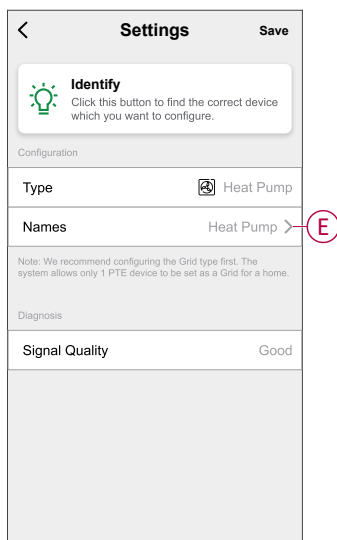 Settings Save
Identify
Click this button to find the correct device
which you want to configure.
Configuration
Type Heat Pump
Names Heat Pump E
Note: We recommend configuring the Grid type first. The
system allows only 1 PTE device to be set as a Grid for a home.
Diagnosis
Signal Quality Good